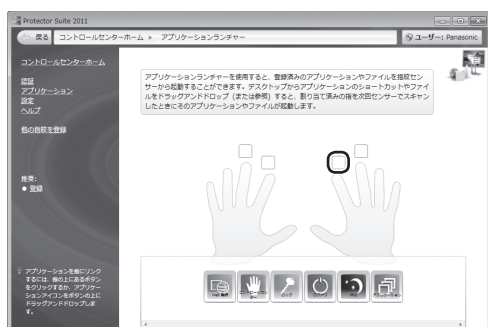 Protector Suite 2011
戻る コントロールセンターホーム ▶ アプリケーションランチャー ユーザー: Panasonic
コントロールセンターホーム
認証
アプリケーション
設定
ヘルプ
他の指紋を登録
推奨:
● 登録
アプリケーションランチャーを使用すると、登録済みのアプリケーションやファイルを指紋セン
サーから起動することができます。デスクトップからアプリケーションのショートカットやファイ
ルをドラッグアンドドロップ（または参照）すると、割り当て済みの指を次回センサーでスキャン
したときにそのアプリケーションやファイルが起動します。
アプリケーションを指にリンク
するには、指の上にあるボタン
をクリックするか、アプリケー
ションアイコンをボタンの上に
ドラッグアンドドロップしま
す。